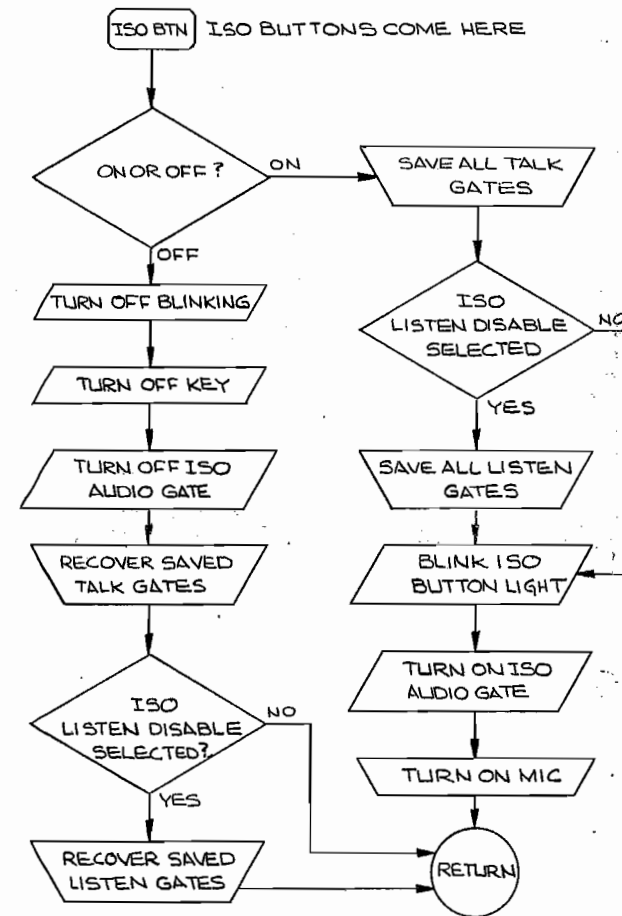 ISO BTN ISO BUTTONS COME HERE
ON OR OFF?
ON
SAVE ALL TALK
GATES
OFF
TURN OFF BLINKING
ISO
LISTEN DISABLE
SELECTED
NO
TURN OFF KEY
YES
TURN OFF ISO
AUDIO GATE
SAVE ALL LISTEN
GATES
RECOVER SAVED
TALK GATES
BLINK ISO
BUTTON LIGHT
TURN ON ISO
AUDIO GATE
ISO
LISTEN DISABLE
SELECTED?
NO
TURN ON MIC
YES
RECOVER SAVED
LISTEN GATES
RETURN